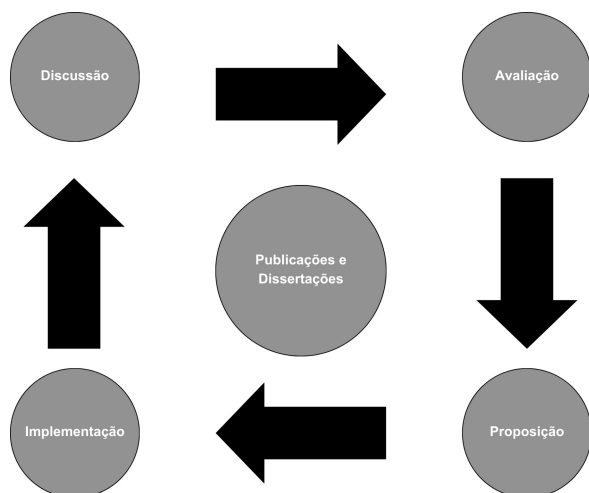 Discussão
Avaliação
Publicações e
Dissertações
Implementação
Proposição